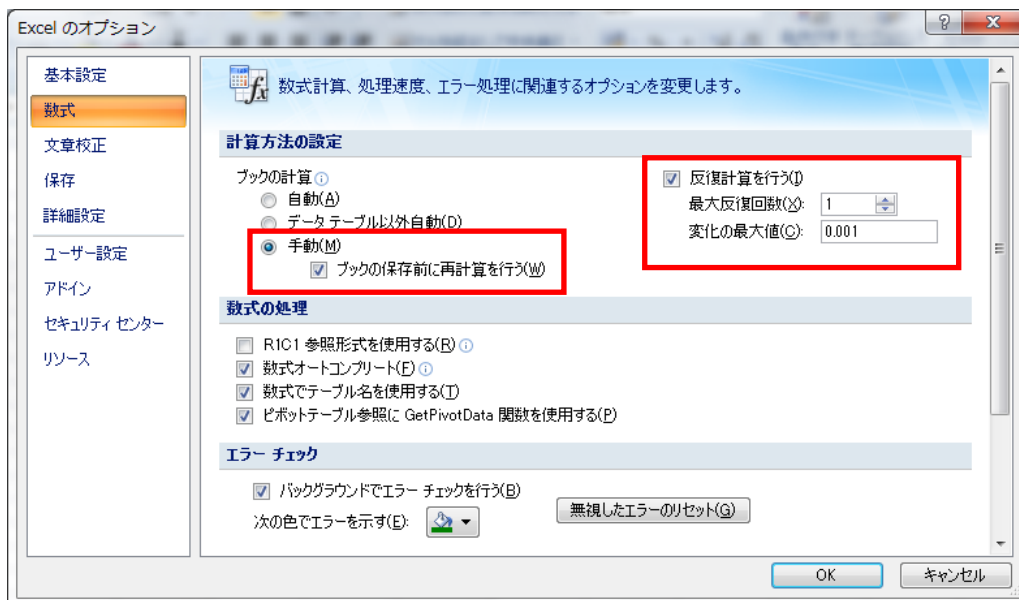 Excel のオプション
基本設定
数式
文章校正
保存
詳細設定
ユーザー設定
アドイン
セキュリティ センター
リソース
数式計算、処理速度、エラー処理に関連するオプションを変更します。
計算方法の設定
ブックの計算
自動(A)
データ テーブル以外自動(D)
手動(M)
ブックの保存前に再計算を行う(W)
反復計算を行う(I)
最大反復回数(X): 1
変化の最大値(C): 0.001
数式の処理
R1C1 参照形式を使用する(R)
数式オートコンプリート(F)
数式でテーブル名を使用する(T)
ピボットテーブル参照に GetPivotData 関数を使用する(P)
エラー チェック
バックグラウンドでエラー チェックを行う(B)
次の色でエラーを示す(E):
無視したエラーのリセット(G)
OK
キャンセル